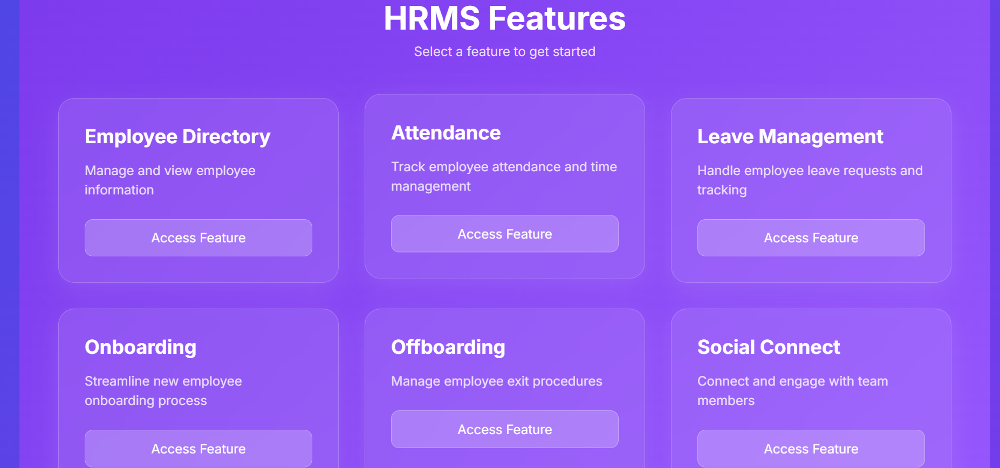 HRMS Features
Select a feature to get started
Employee Directory
Manage and view employee
information
Access Feature
Attendance
Track employee attendance and time
management
Access Feature
Leave Management
Handle employee leave requests and
tracking
Access Feature
Onboarding
Streamline new employee
onboarding process
Access Feature
Offboarding
Manage employee exit procedures
Access Feature
Social Connect
Connect and engage with team
members
Access Feature